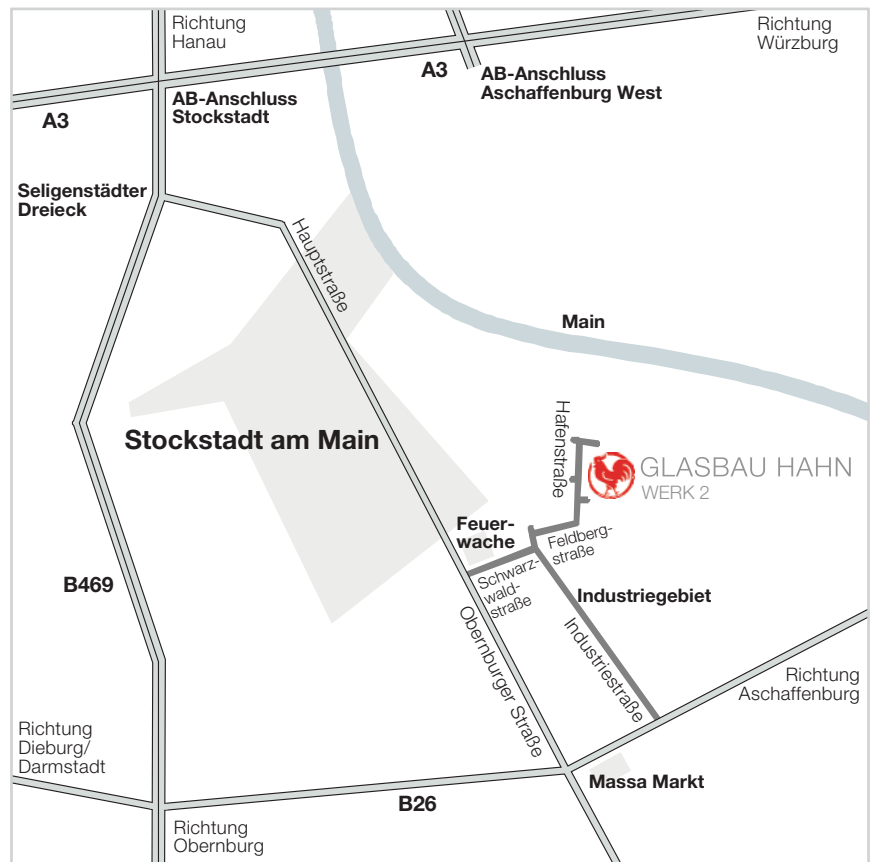 Richtung
Hanau
Richtung
Würzburg
A3
AB-Anschluss
Aschaffenburg West
AB-Anschluss
Stockstadt
A3
Seligenstädter
Dreieck
Hauptstraße
Main
Stockstadt am Main
Hafenstraße
GLASBAU HAHN
WERK 2
Feuer-
wache
Feldberg-
straße
Schwarz-
wald-
straße
B469
Industriegebiet
Obernburger Straße
Industriestraße
Richtung
Aschaffenburg
Richtung
Dieburg/
Darmstadt
Massa Markt
B26
Richtung
Obernburg